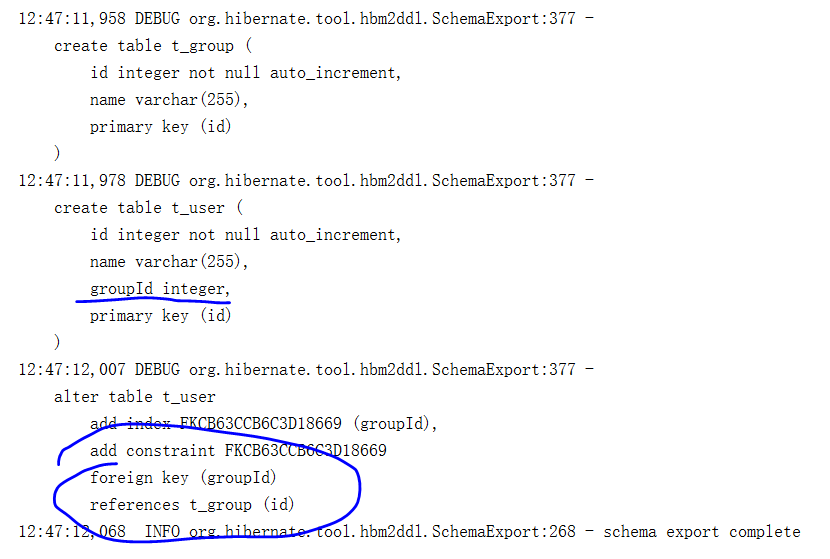 12:47:11,958 DEBUG org.hibernate.tool.hbm2ddl.SchemaExport:377 -
create table t_group (
id integer not null auto_increment,
name varchar(255),
primary key (id)
)
12:47:11,978 DEBUG org.hibernate.tool.hbm2ddl.SchemaExport:377 -
create table t_user (
id integer not null auto_increment,
name varchar(255),
groupId integer,
primary key (id)
)
12:47:12,007 DEBUG org.hibernate.tool.hbm2ddl.SchemaExport:377 -
alter table t_user
add index FKCB63CCB6C3D18669 (groupId),
add constraint FKCB63CCB6C3D18669
foreign key (groupId)
references t_group (id)
12:47:12,068 INFO org.hibernate.tool.hbm2ddl.SchemaExport:268 - schema export complete